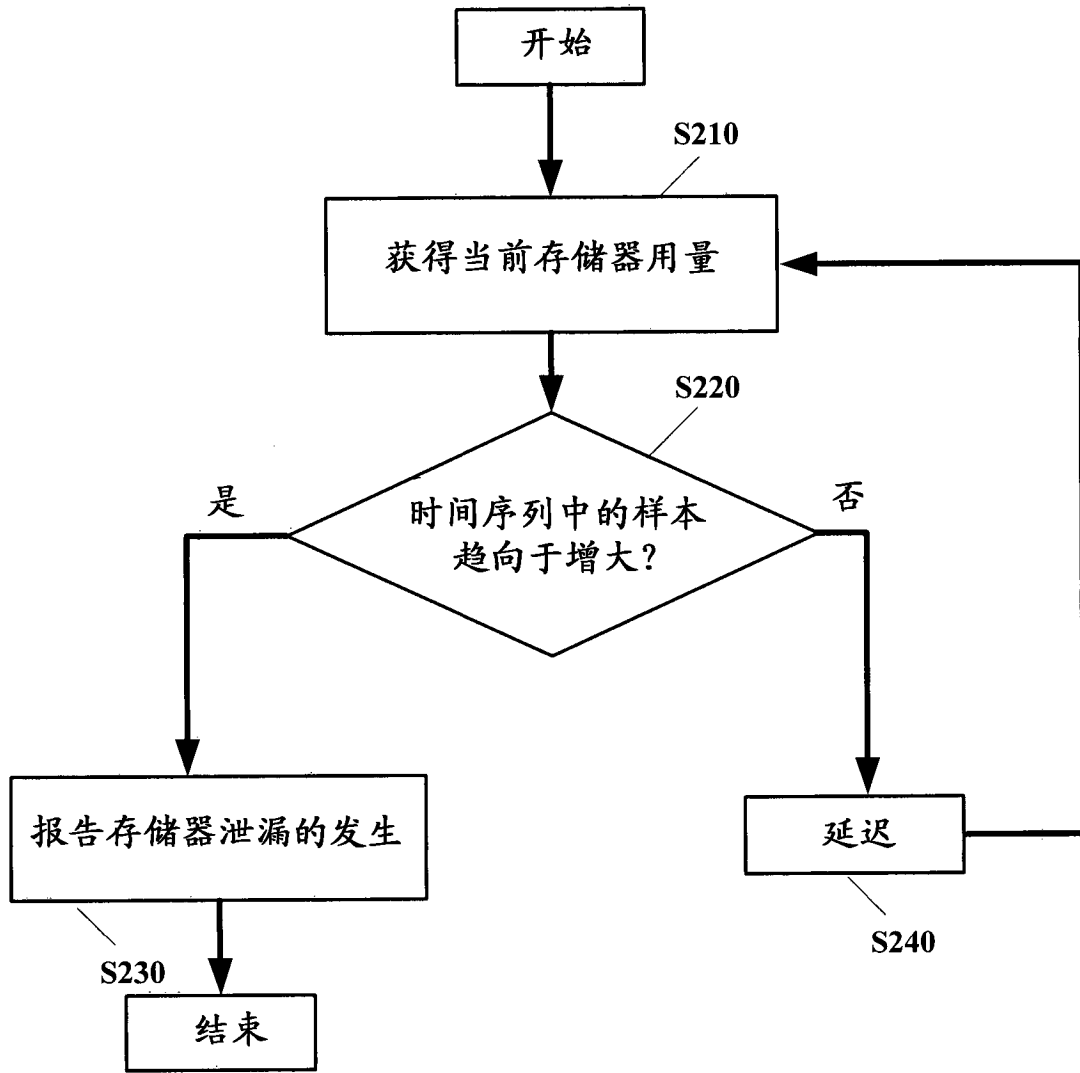 开始
S210
获得当前存储器用量
S220
时间序列中的样本
趋向于增大？
是
否
报告存储器泄漏的发生
延迟
S230
S240
结束